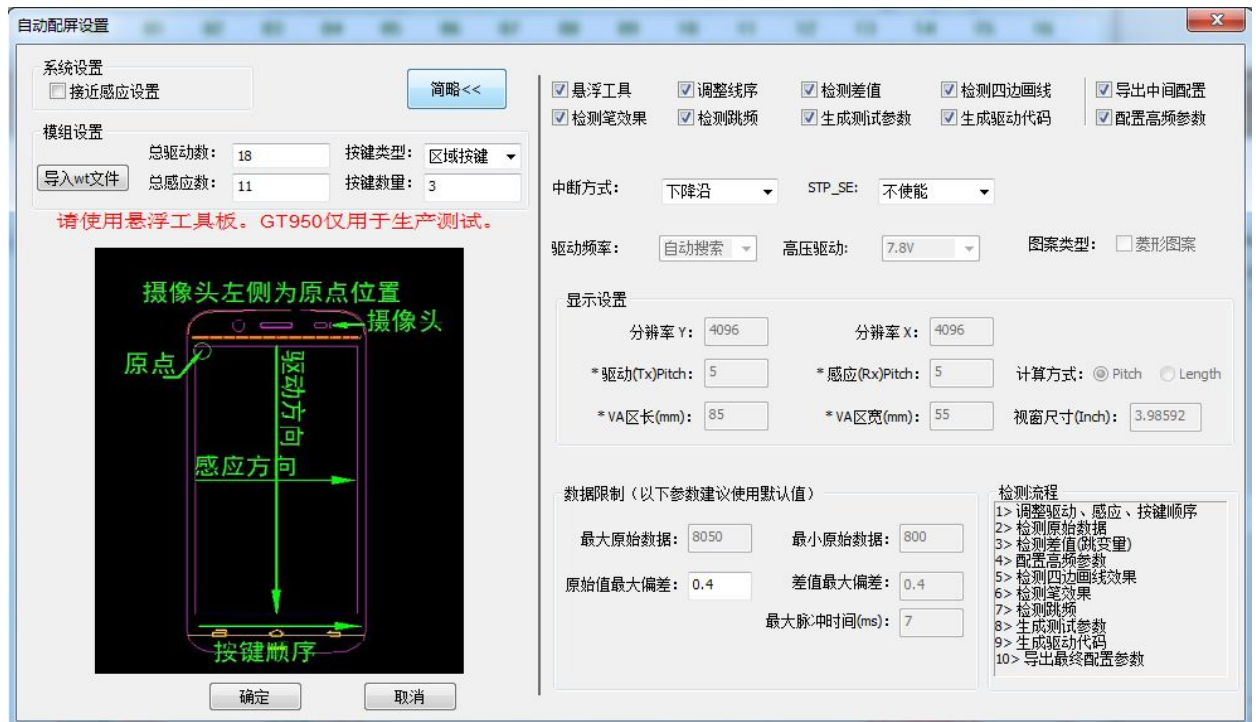 自动配屏设置
系统设置
接近感应设置
简略<<
模组设置
导入wt文件
总驱动数： 18
按键类型： 区域按键
总感应数： 11
按键数量： 3
请使用悬浮工具板。GT950仅用于生产测试。
摄像头左侧为原点位置
摄像头
原点
驱动方向
感应方向
按键顺序
确定
取消
悬浮工具 调整线序 检测差值 检测四边画线 导出中间配置
检测笔效果 检测跳频 生成测试参数 生成驱动代码 配置高频参数
中断方式： 下降沿 STP_SE： 不使能
驱动频率： 自动搜索 高压驱动： 7.8V 图案类型： 菱形图案
显示设置
分辨率 Y： 4096 分辨率 X： 4096
*驱动(Tx)Pitch： 5 *感应(Rx)Pitch： 5 计算方式： Pitch Length
*VA区长(mm)： 85 *VA区宽(mm)： 55 视窗尺寸(Inch)： 3.98592
数据限制（以下参数建议使用默认值）
最大原始数据： 8050 最小原始数据： 800
原始值最大偏差： 0.4 差值最大偏差： 0.4
最大脉冲时间(ms)： 7
检测流程
1> 调整驱动、感应、按键顺序
2> 检测原始数据
3> 检测差值(跳变量)
4> 配置高频参数
5> 检测四边画线效果
6> 检测笔效果
7> 检测跳频
8> 生成测试参数
9> 生成驱动代码
10> 导出最终配置参数